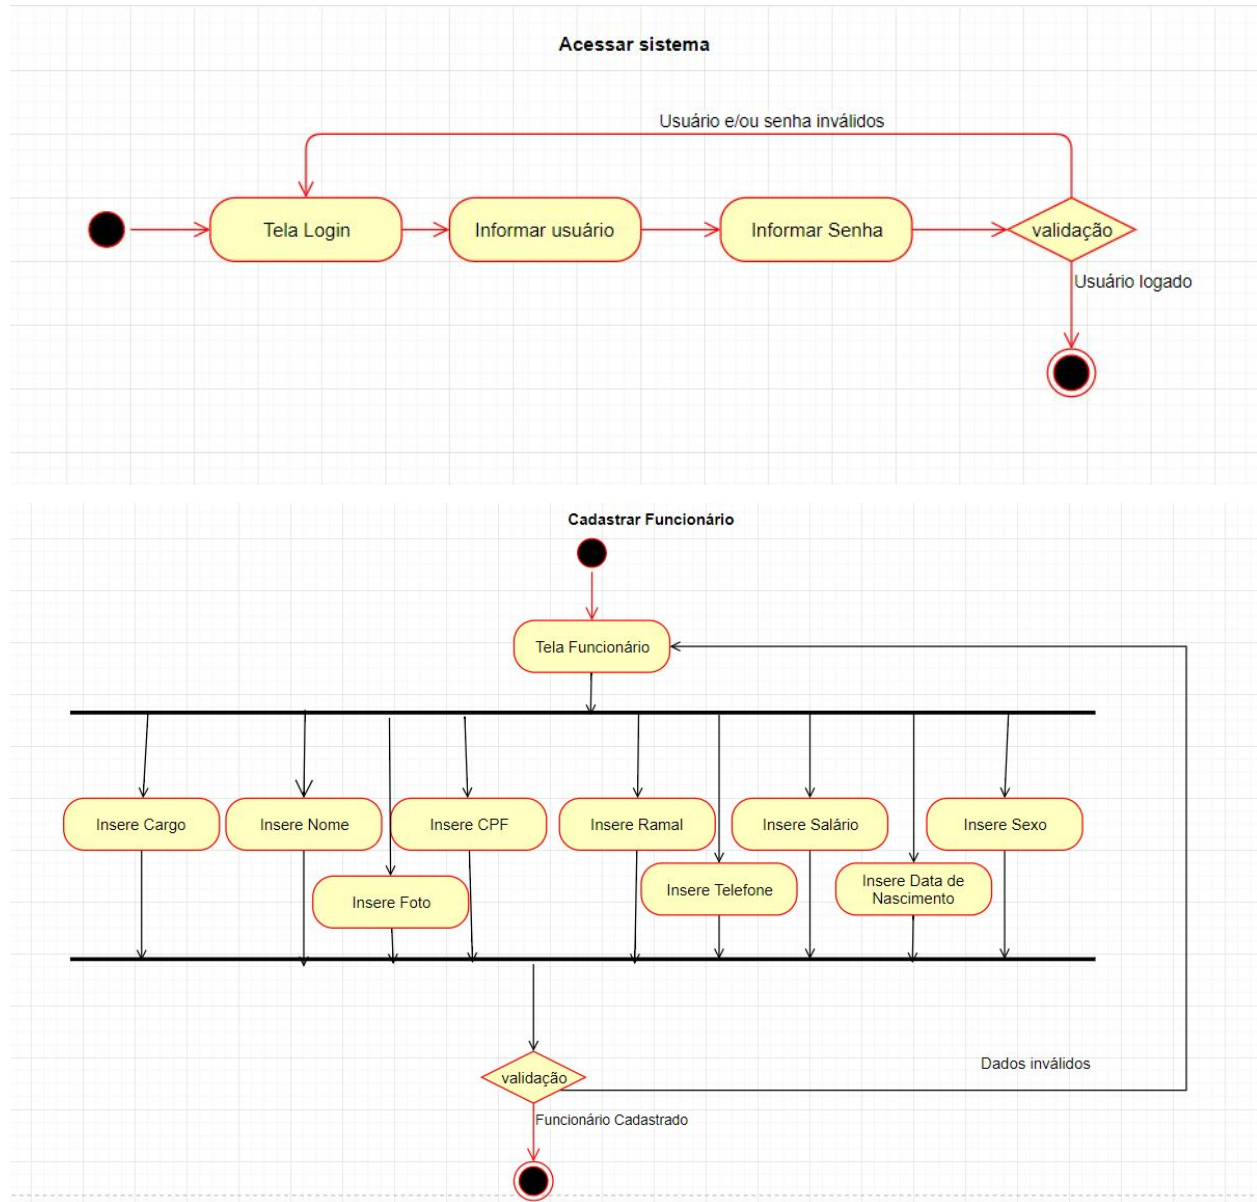 Acessar sistema
Usuário e/ou senha inválidos
Tela Login
Informar usuário
Informar Senha
validação
Usuário logado
Cadastrar Funcionário
Tela Funcionário
Insere Cargo
Insere Nome
Insere CPF
Insere Ramal
Insere Salário
Insere Sexo
Insere Foto
Insere Telefone
Insere Data de
Nascimento
Dados inválidos
validação
Funcionário Cadastrado